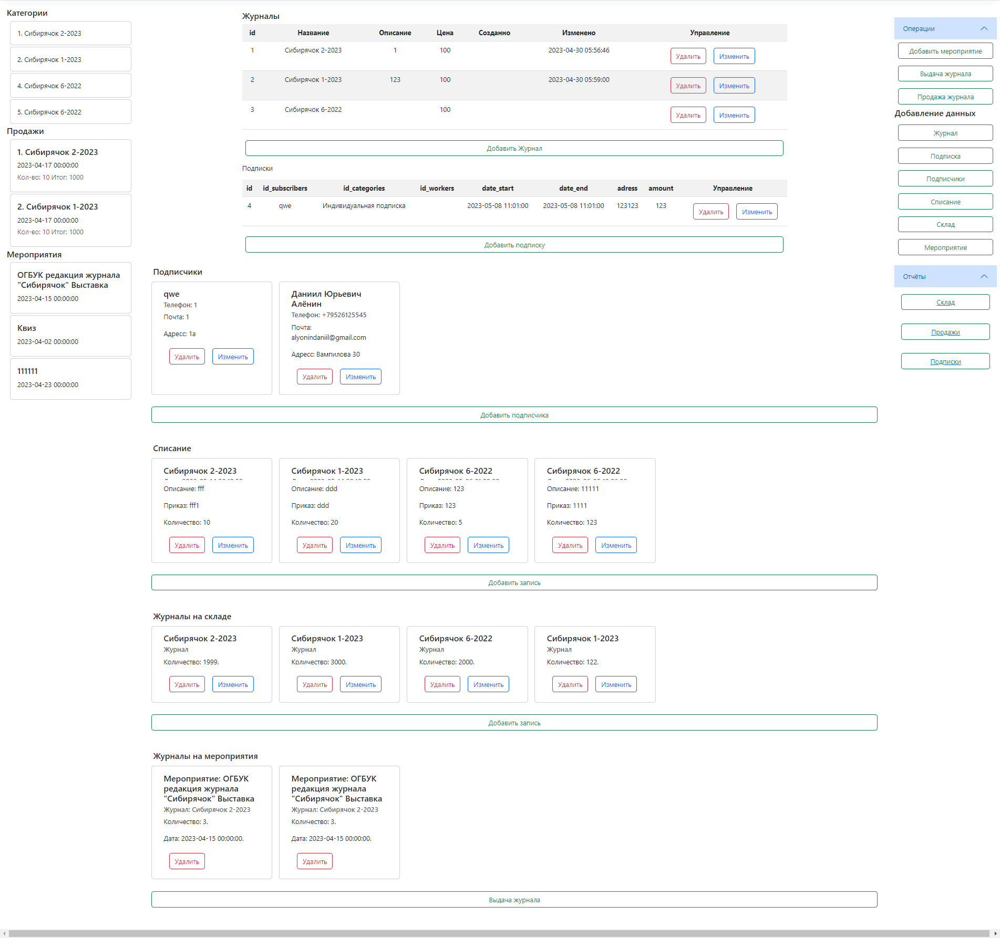 Категории
1. Сибирячок 2-2023
2. Сибирячок 1-2023
4. Сибирячок 6-2022
5. Сибирячок 6-2022
Продажи
1. Сибирячок 2-2023
2023-04-17 00:00:00
Кол-во: 10 Итог: 1000
2. Сибирячок 1-2023
2023-04-17 00:00:00
Кол-во: 10 Итог: 1000
Мероприятия
ОГБУК редакция журнала
"Сибирячок" Выставка
2023-04-15 00:00:00
Квиз
2023-04-02 00:00:00
111111
2023-04-23 00:00:00
Журналы
id Название Описание Цена Созданно Изменено Управление
1 Сибирячок 2-2023 1 100 2023-04-30 05:56:46 Удалить Изменить
2 Сибирячок 1-2023 123 100 2023-04-30 05:59:00 Удалить Изменить
3 Сибирячок 6-2022 100 Удалить Изменить
Добавить Журнал
Подписки
id id_subscribers id_categories id_workers date_start date_end adress amount Управление
4 qwe Индивидуальная подписка 2023-05-08 11:01:00 2023-05-08 11:01:00 123123 123 Удалить Изменить
Добавить подписку
Подписчики
qwe
Телефон: 1
Почта: 1
Адресс: 1а
Удалить Изменить
Даниил Юрьевич
Алёнин
Телефон: +79526125545
Почта:
alyonindaniil@gmail.com
Адресс: Вампилова 30
Удалить Изменить
Добавить подписчика
Списание
Сибирячок 2-2023
Описание: fff
Приказ: fff1
Количество: 10
Удалить Изменить
Сибирячок 1-2023
Описание: ddd
Приказ: ddd
Количество: 20
Удалить Изменить
Сибирячок 6-2022
Описание: 123
Приказ: 123
Количество: 5
Удалить Изменить
Сибирячок 6-2022
Описание: 11111
Приказ: 1111
Количество: 123
Удалить Изменить
Добавить запись
Журналы на складе
Сибирячок 2-2023
Журнал
Количество: 1999.
Удалить Изменить
Сибирячок 1-2023
Журнал
Количество: 3000.
Удалить Изменить
Сибирячок 6-2022
Журнал
Количество: 2000.
Удалить Изменить
Сибирячок 1-2023
Журнал
Количество: 122.
Удалить Изменить
Добавить запись
Журналы на мероприятия
Мероприятие: ОГБУК
редакция журнала
"Сибирячок" Выставка
Журнал: Сибирячок 2-2023
Количество: 3.
Дата: 2023-04-15 00:00:00.
Удалить
Мероприятие: ОГБУК
редакция журнала
"Сибирячок" Выставка
Журнал: Сибирячок 2-2023
Количество: 3.
Дата: 2023-04-15 00:00:00.
Удалить
Выдача журнала
Операции
Добавить мероприятие
Выдача журнала
Продажа журнала
Добавление данных
Журнал
Подписка
Подписчики
Списание
Склад
Мероприятие
Отчёты
Склад
Продажи
Подписки